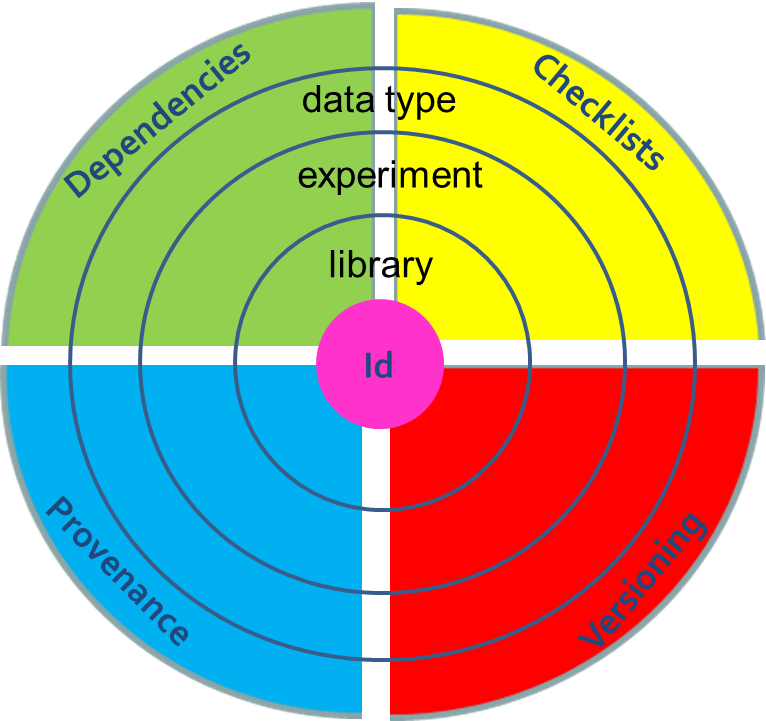 Dependencies
Checklists
data type
experiment
library
Id
Provenance
Versioning